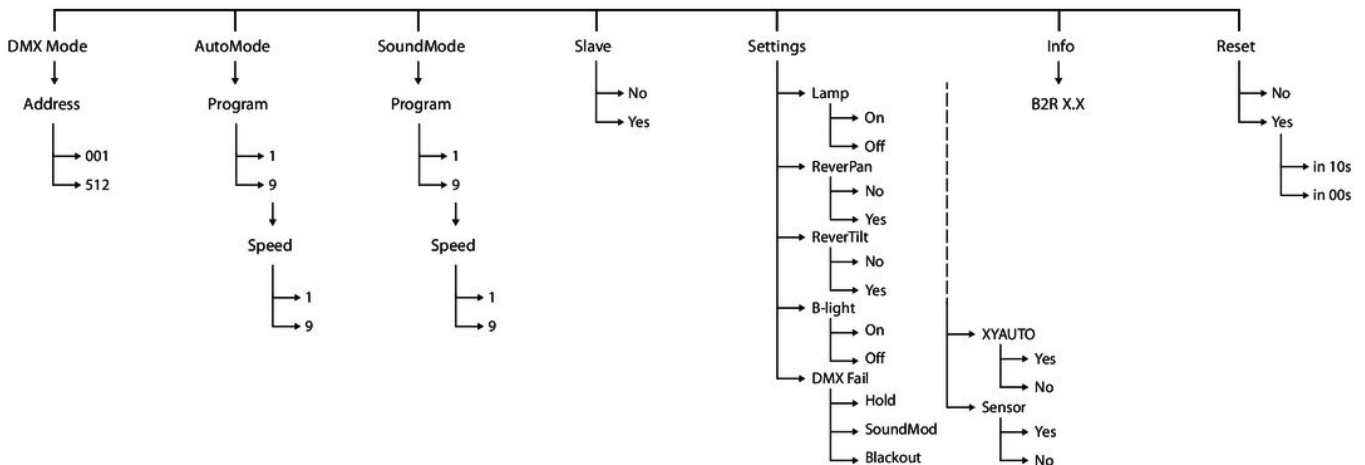 DMX Mode
Address
001
512
AutoMode
Program
1
9
Speed
1
9
SoundMode
Program
1
9
Speed
1
9
Slave
No
Yes
Settings
Lamp
On
Off
ReverPan
No
Yes
ReverTilt
No
Yes
B-light
On
Off
DMX Fail
Hold
SoundMod
Blackout
XYAUTO
Yes
No
Sensor
Yes
No
Info
B2R X.X
Reset
No
Yes
in 10s
in 00s